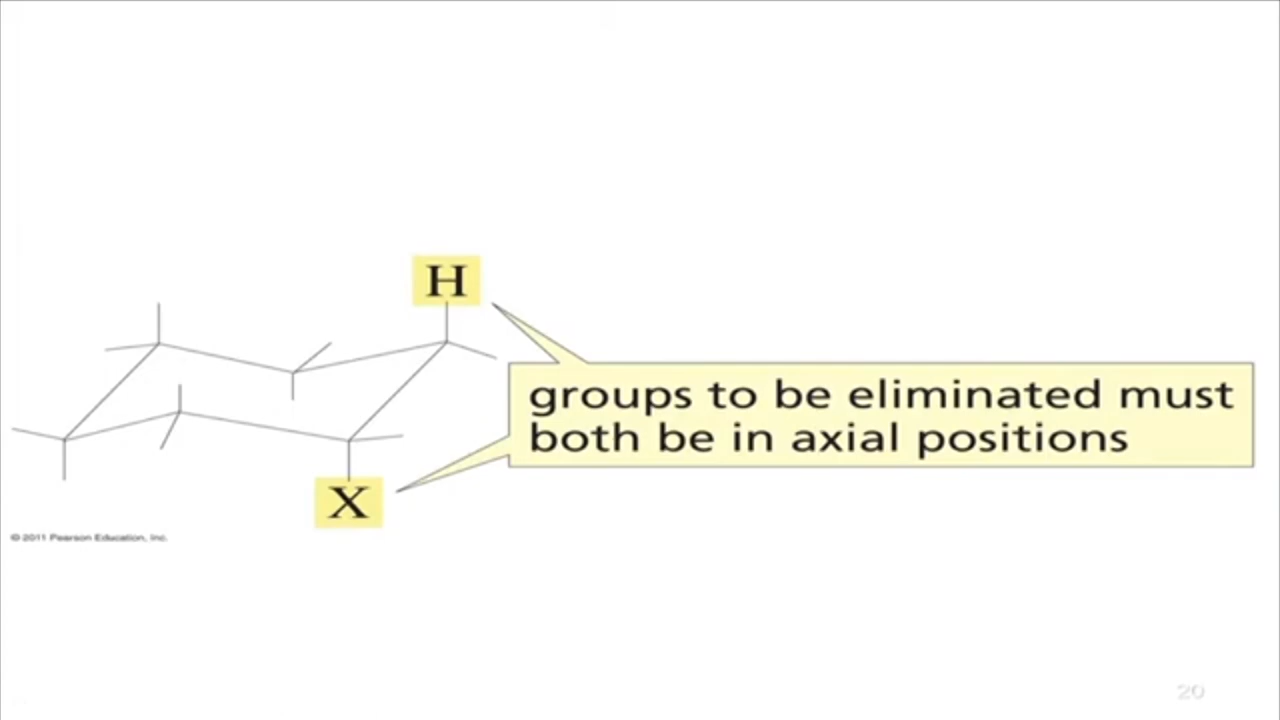 H
groups to be eliminated must
both be in axial positions
X
© 2011 Pearson Education, Inc.
20